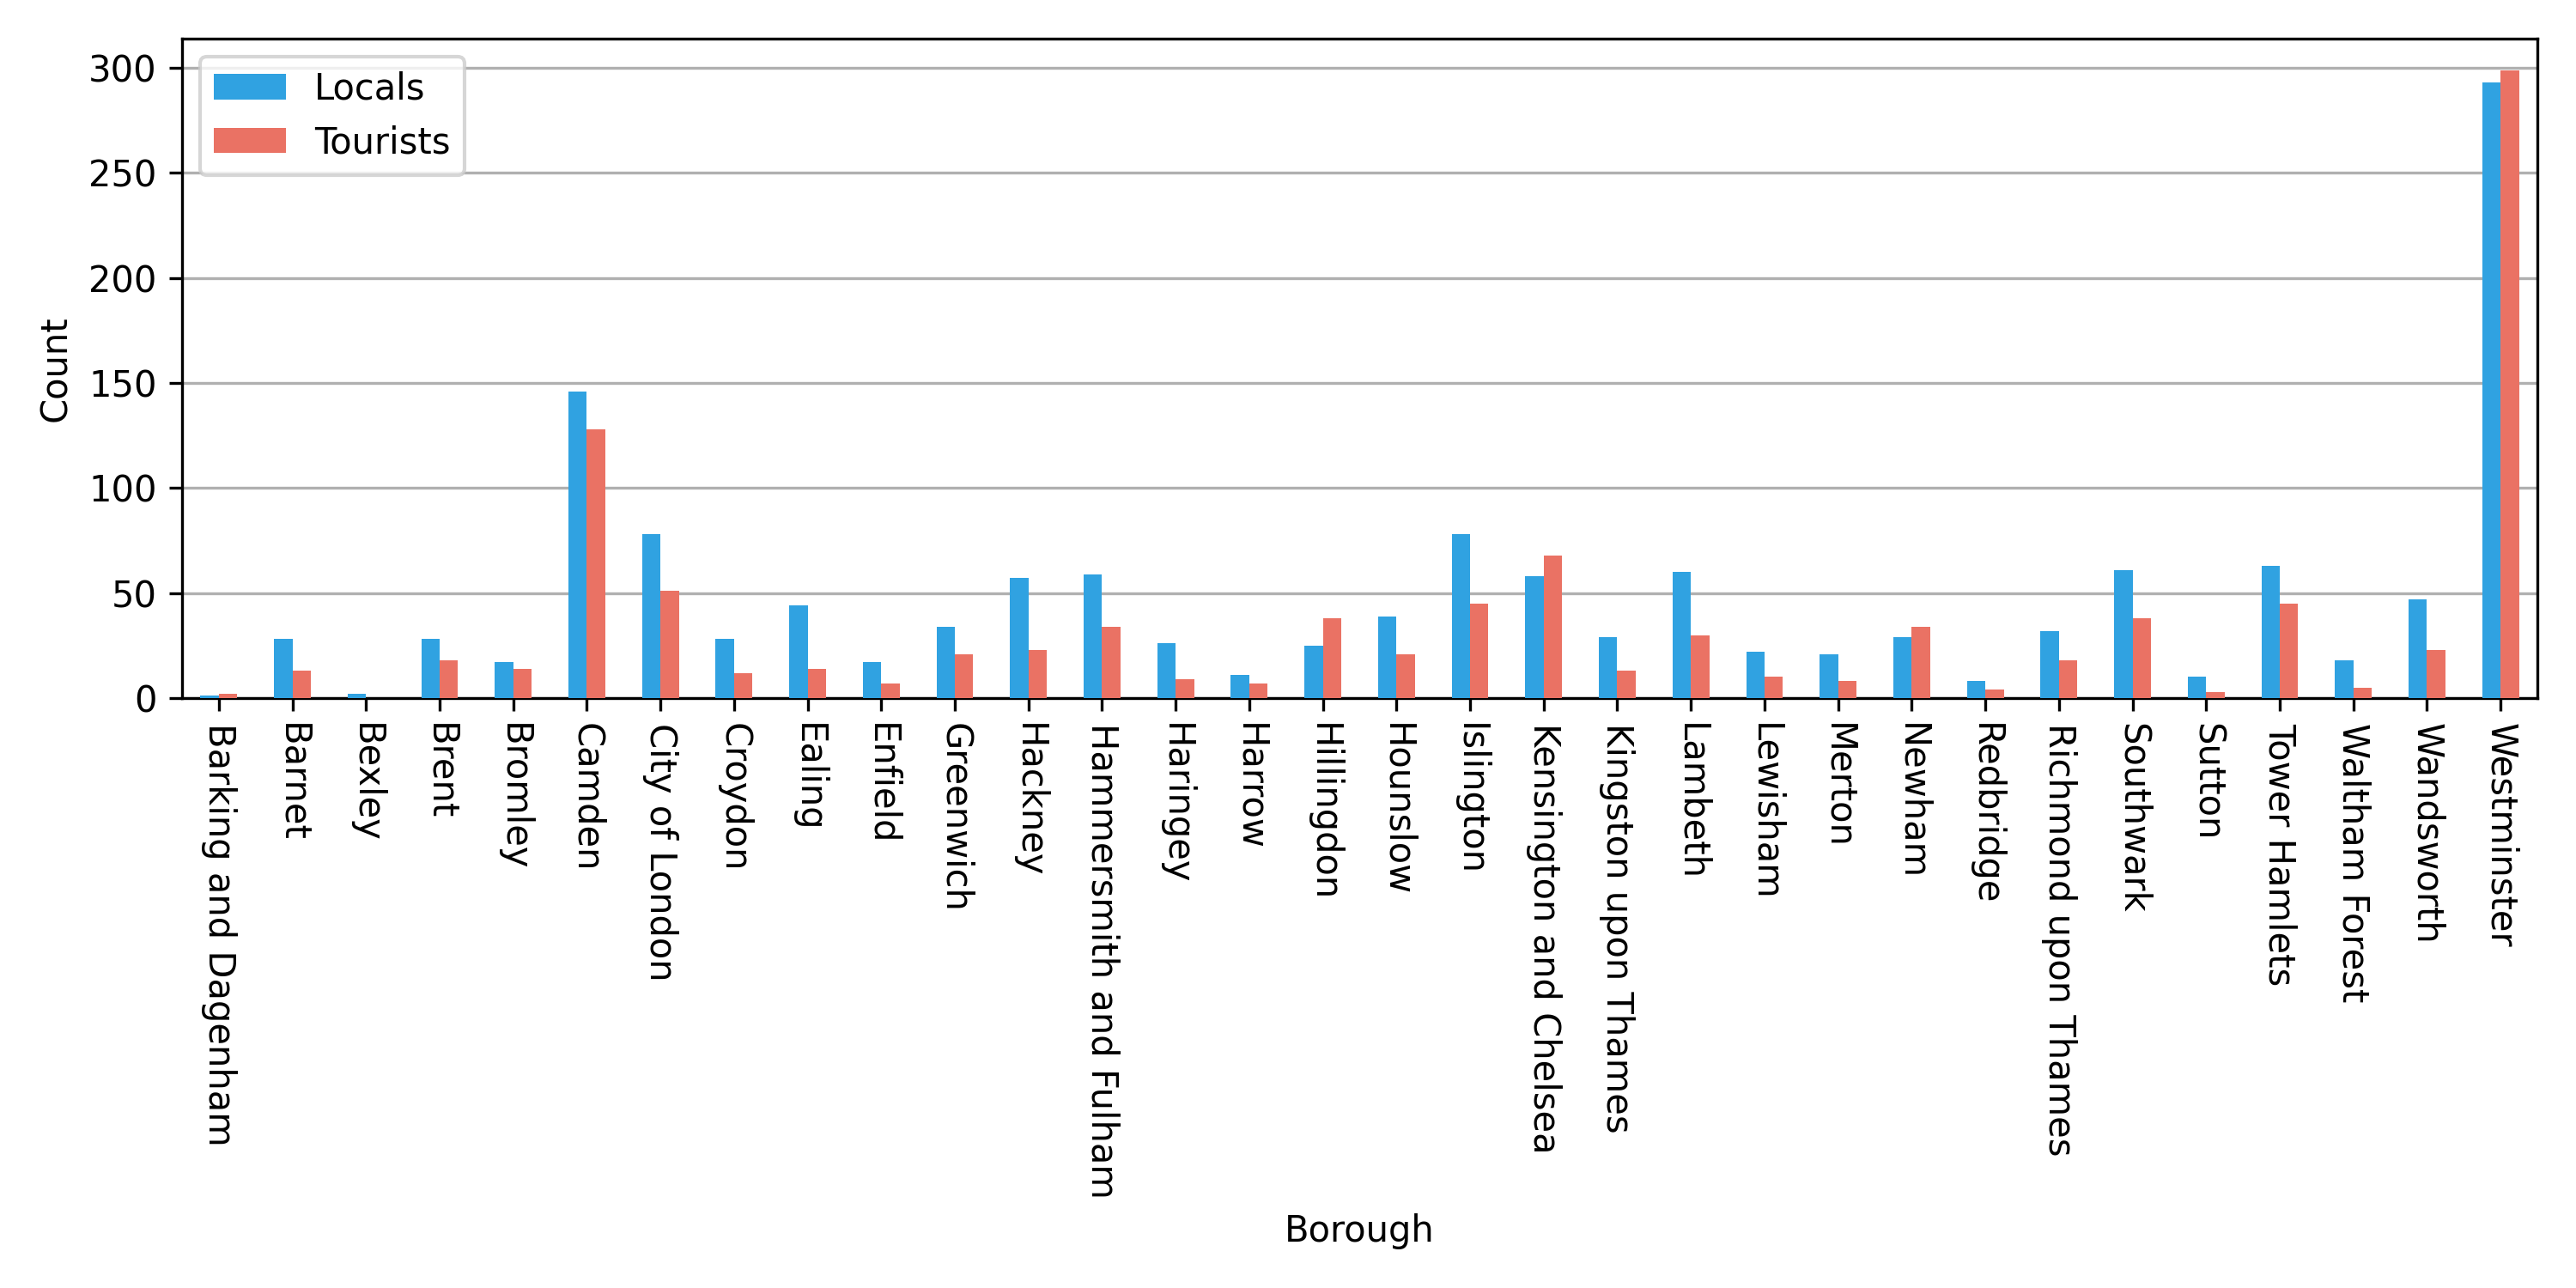 300
250
200
150
100
50
0
Count
Locals
Tourists
Barking and Dagenham
Barnet
Bexley
Brent
Bromley
Camden
City of London
Croydon
Ealing
Enfield
Greenwich
Hackney
Hammersmith and Fulham
Haringey
Harrow
Hillingdon
Hounslow
Islington
Kensington and Chelsea
Kingston upon Thames
Lambeth
Lewisham
Merton
Newham
Redbridge
Richmond upon Thames
Southwark
Sutton
Tower Hamlets
Waltham Forest
Wandsworth
Westminster
Borough